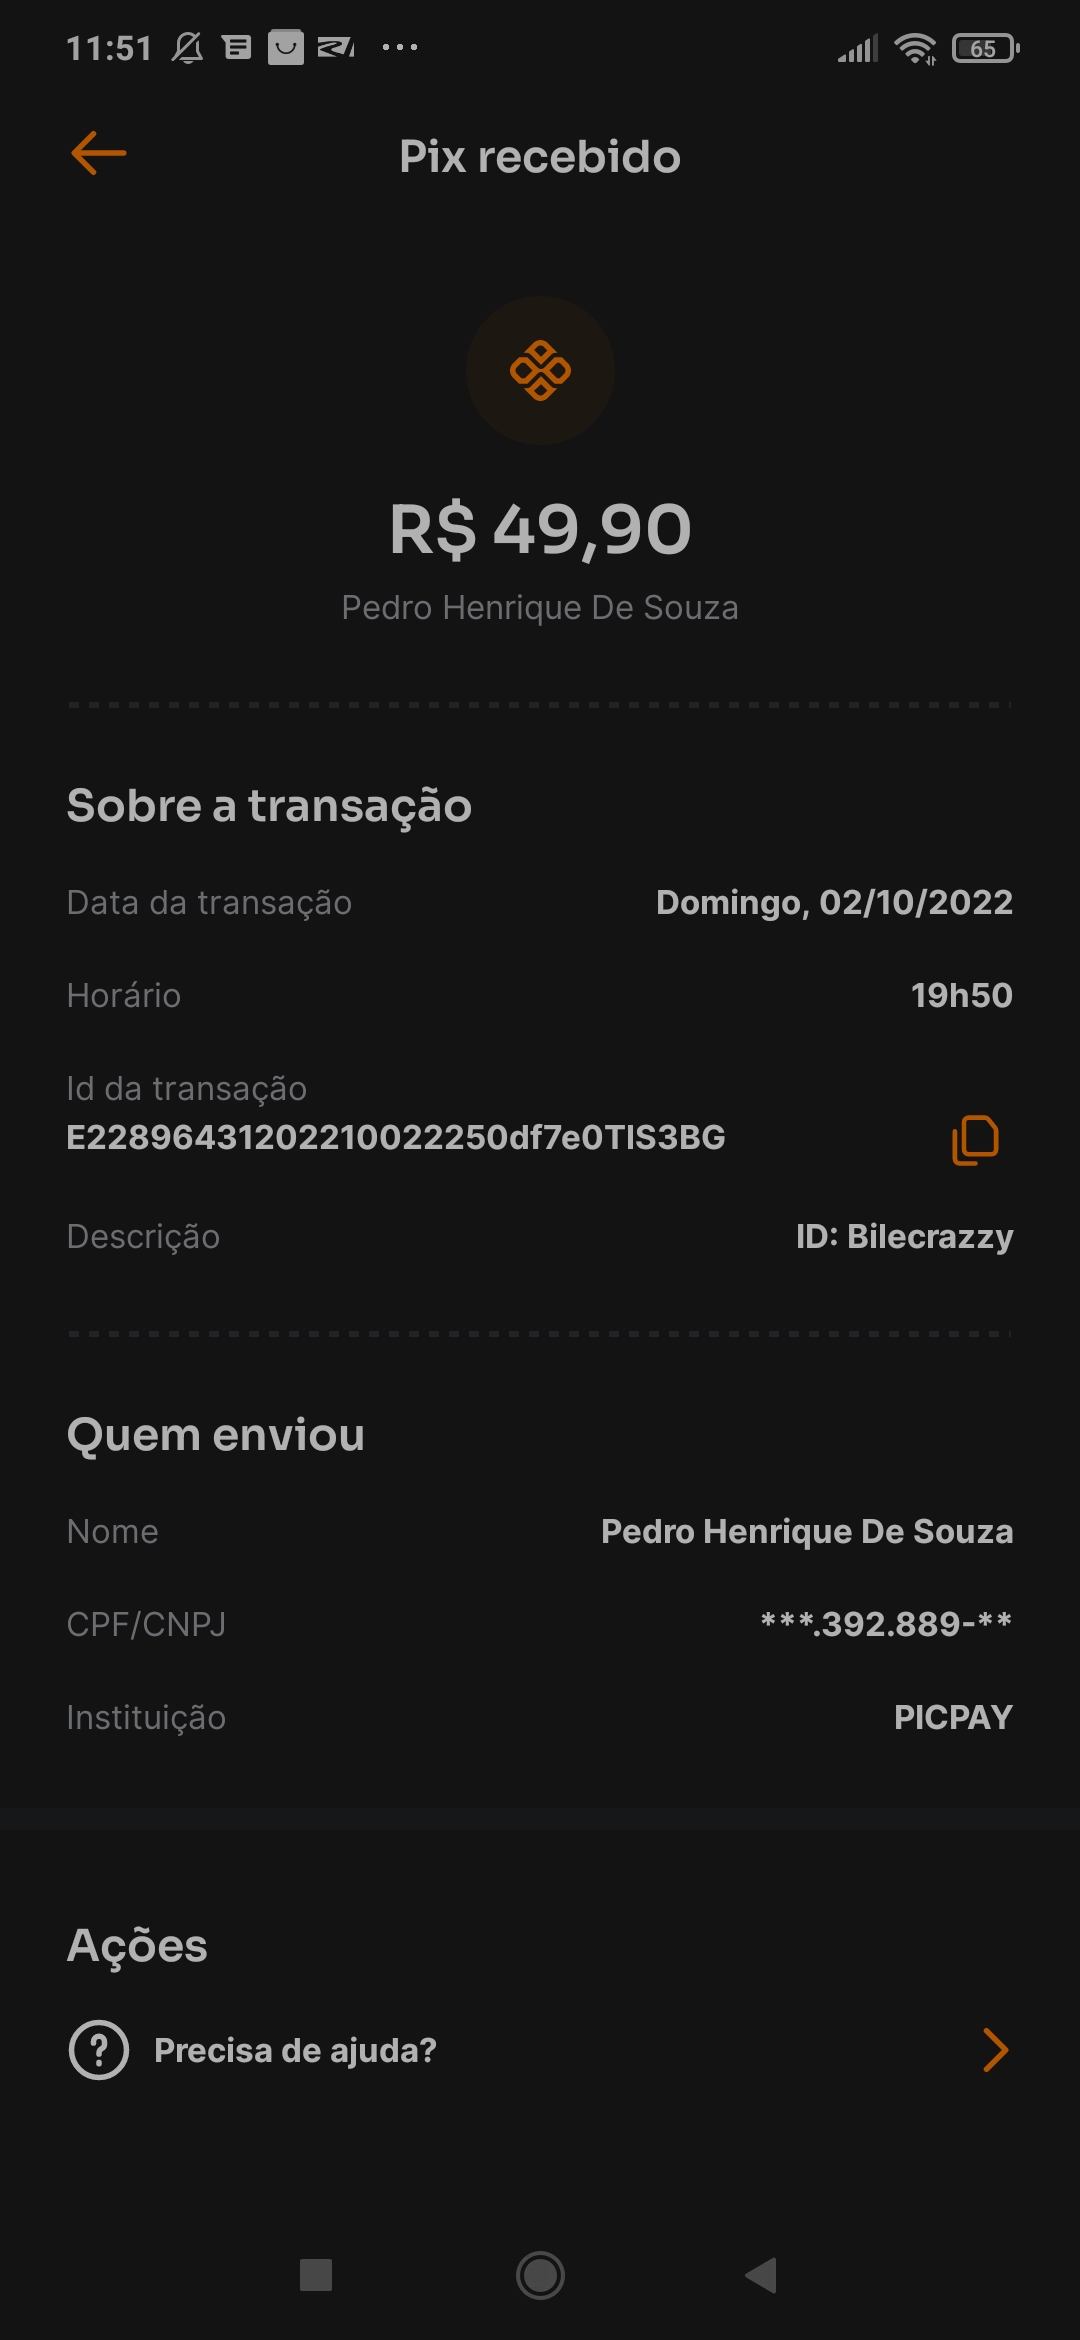 11:51
65
Pix recebido
R$ 49,90
Pedro Henrique De Souza
Sobre a transação
Data da transação Domingo, 02/10/2022
Horário 19h50
Id da transação
E22896431202210022250df7e0TIS3BG
Descrição ID: Bilecrazzy
Quem enviou
Nome Pedro Henrique De Souza
CPF/CNPJ ***.392.889-**
Instituição PICPAY
Ações
Precisa de ajuda?